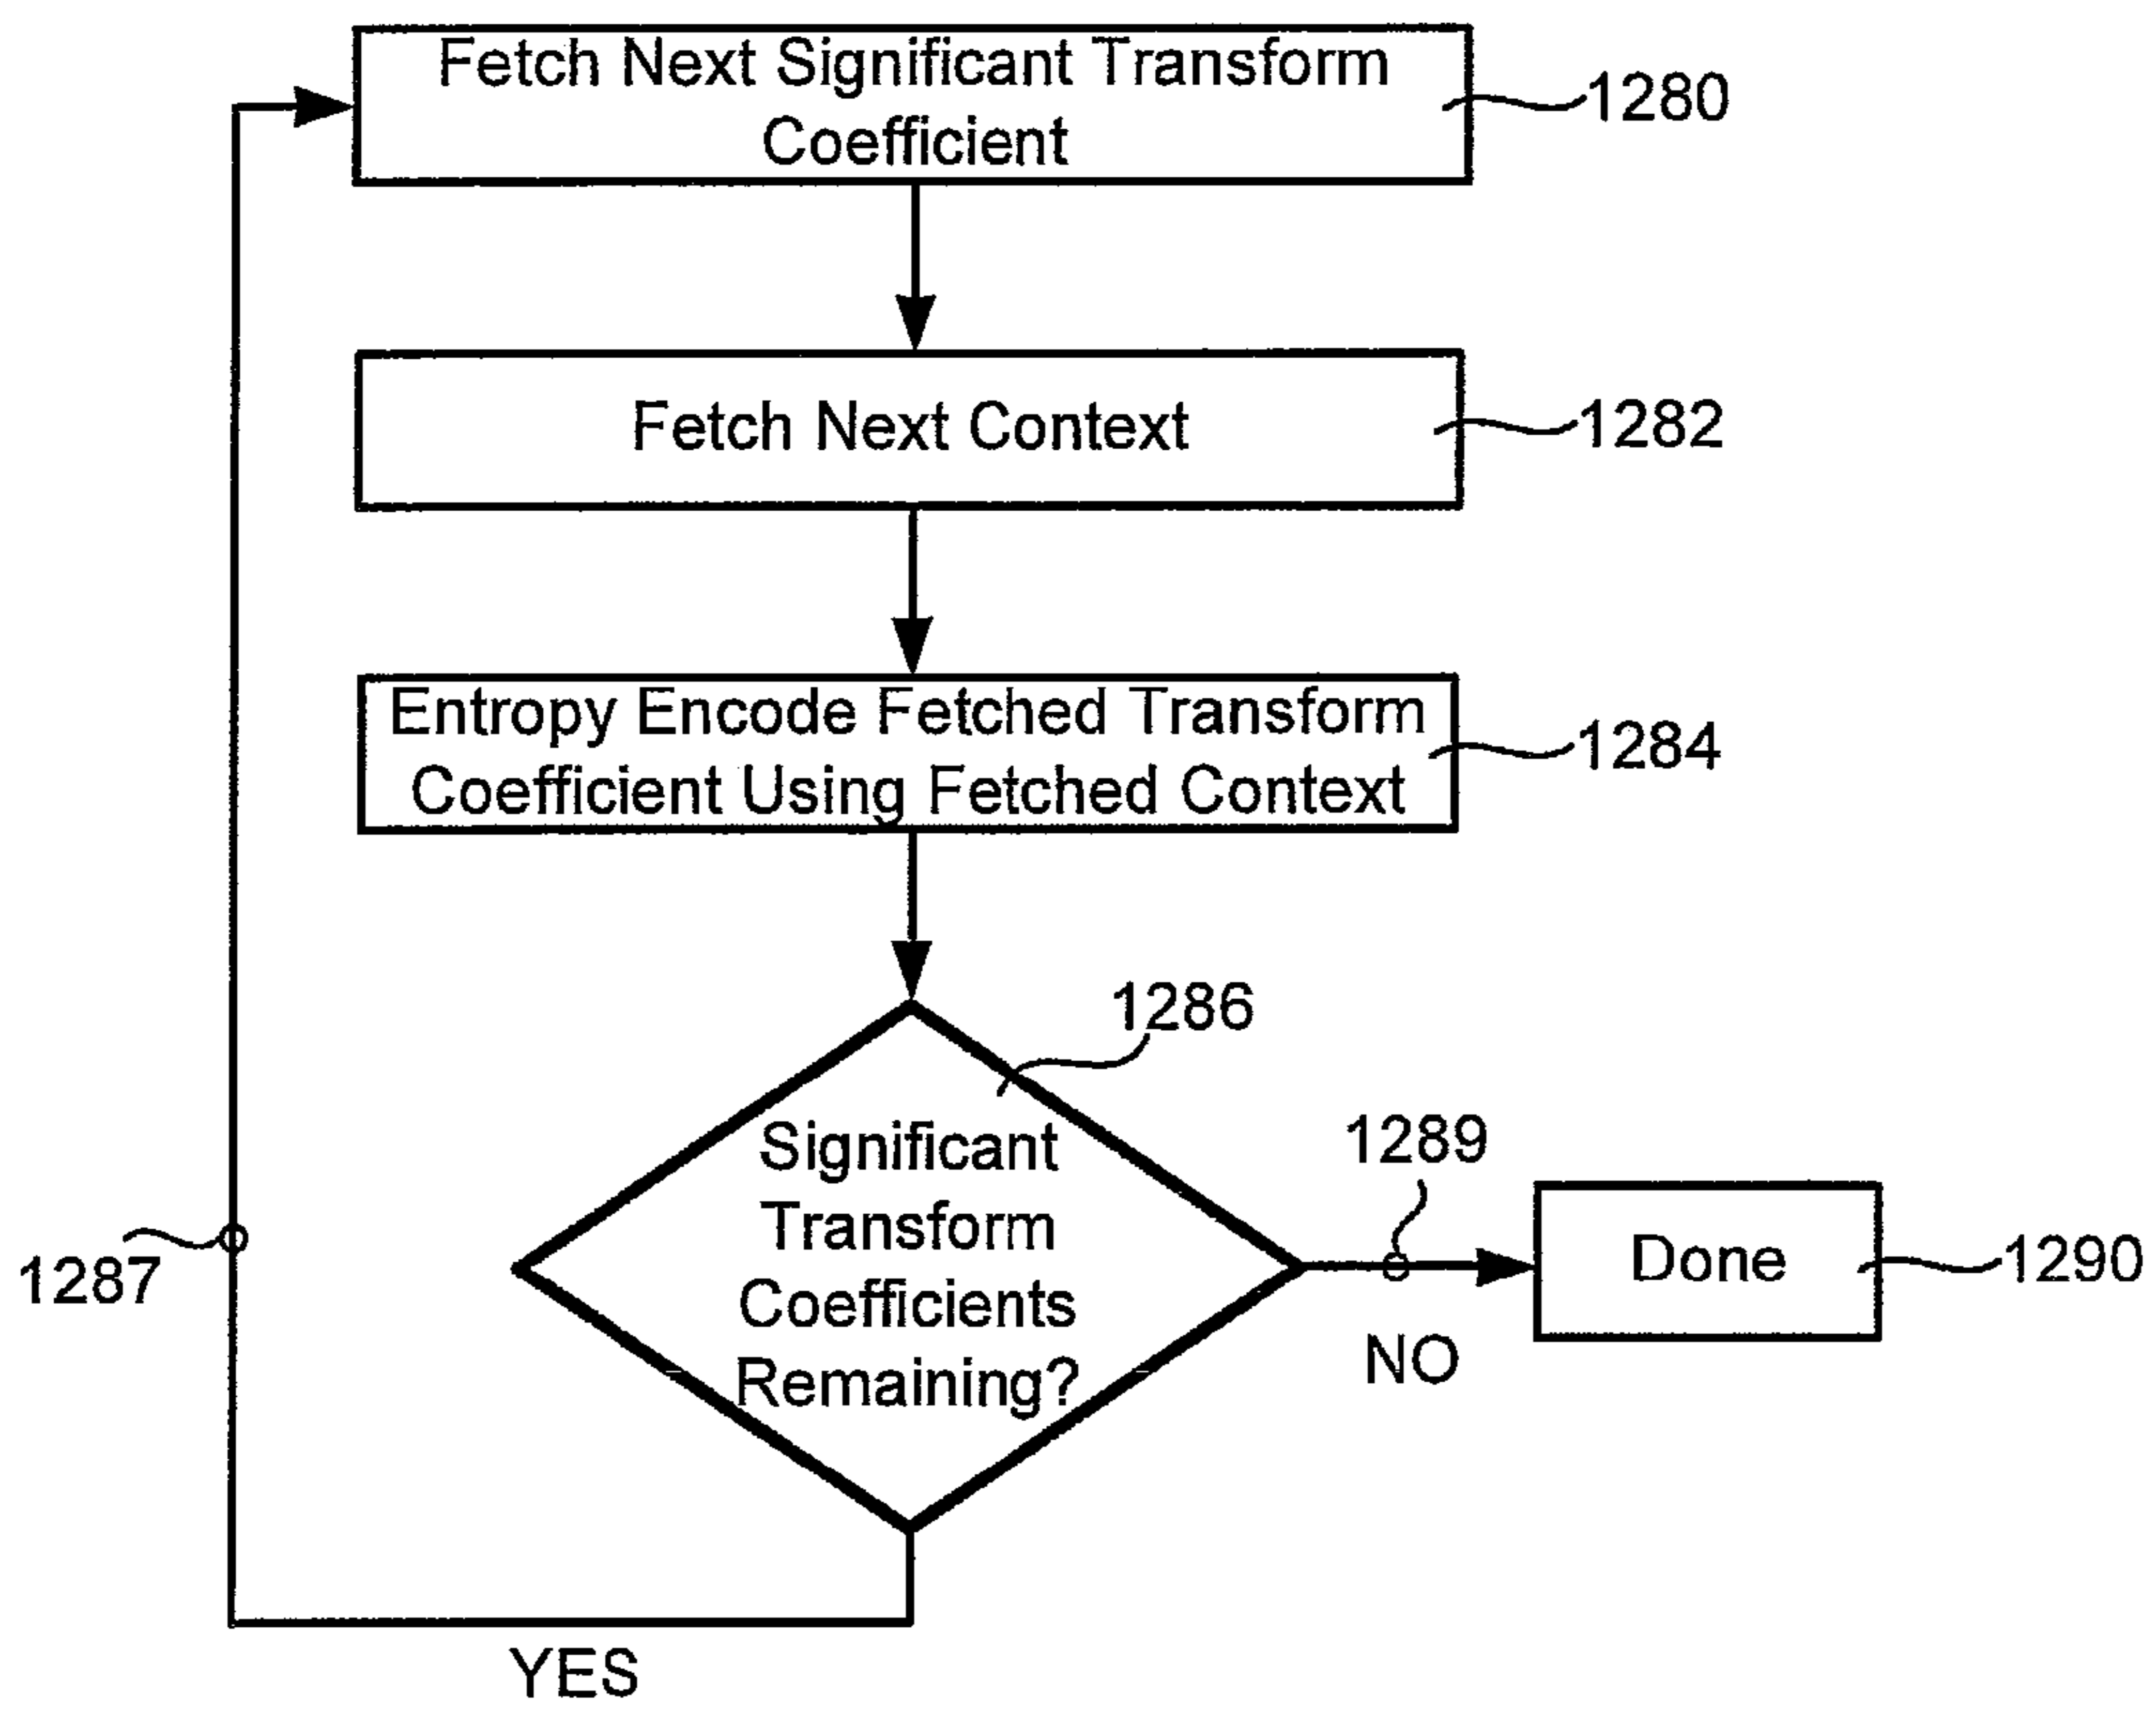 Fetch Next Significant Transform
Coefficient
1280
Fetch Next Context
1282
Entropy Encode Fetched Transform
Coefficient Using Fetched Context
1284
1286
Significant
Transform
Coefficients
Remaining?
1289
NO
Done
1290
1287
YES